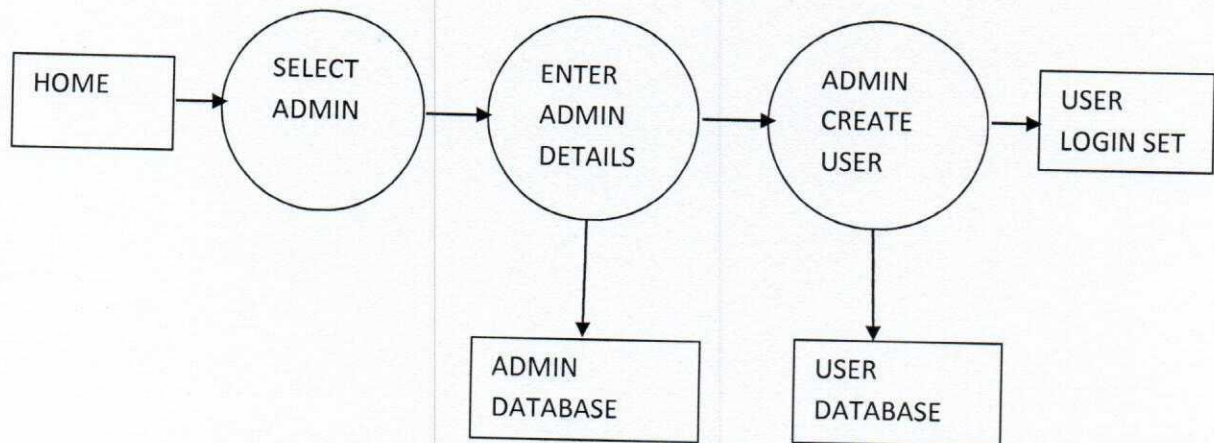 HOME
SELECT
ADMIN
ENTER
ADMIN
DETAILS
ADMIN
CREATE
USER
USER
LOGIN SET
ADMIN
DATABASE
USER
DATABASE